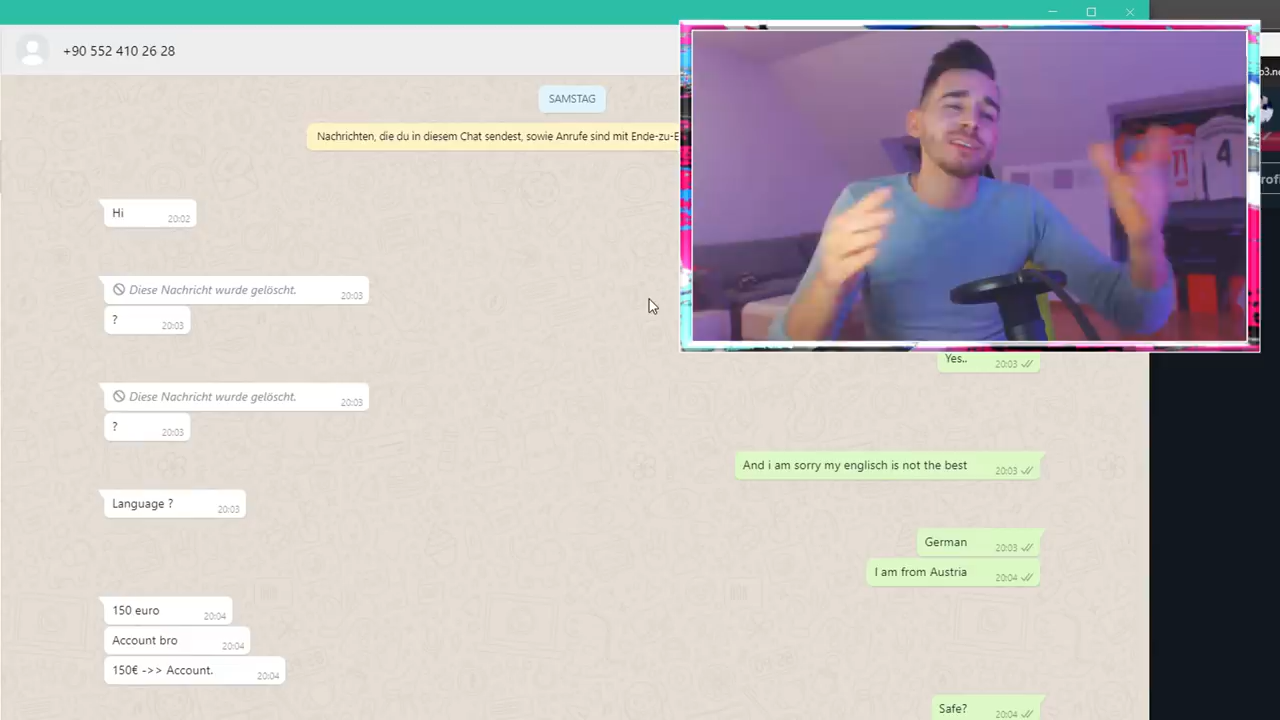 +90 552 410 26 28
SAMSTAG
Nachrichten, die du in diesem Chat sendest, sowie Anrufe sind mit Ende-zu-E
Hi 20:02
Diese Nachricht wurde gelöscht. 20:03
? 20:03
Yes.. 20:03
Diese Nachricht wurde gelöscht. 20:03
? 20:03
And i am sorry my englisch is not the best 20:03
Language ? 20:03
German 20:03
I am from Austria 20:04
150 euro 20:04
Account bro 20:04
150€ ->> Account. 20:04
Safe? 20:04
4